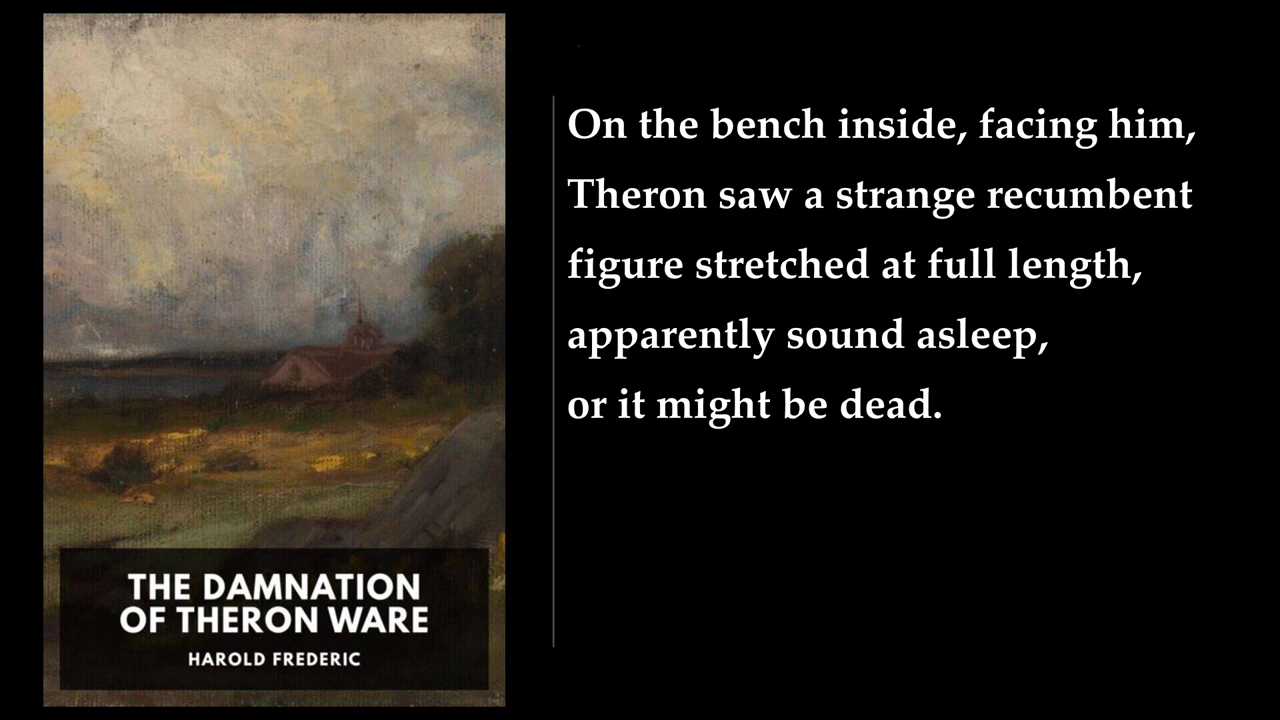 On the bench inside, facing him,
Theron saw a strange recumbent
figure stretched at full length,
apparently sound asleep,
or it might be dead.
THE DAMNATION
OF THERON WARE
HAROLD FREDERIC